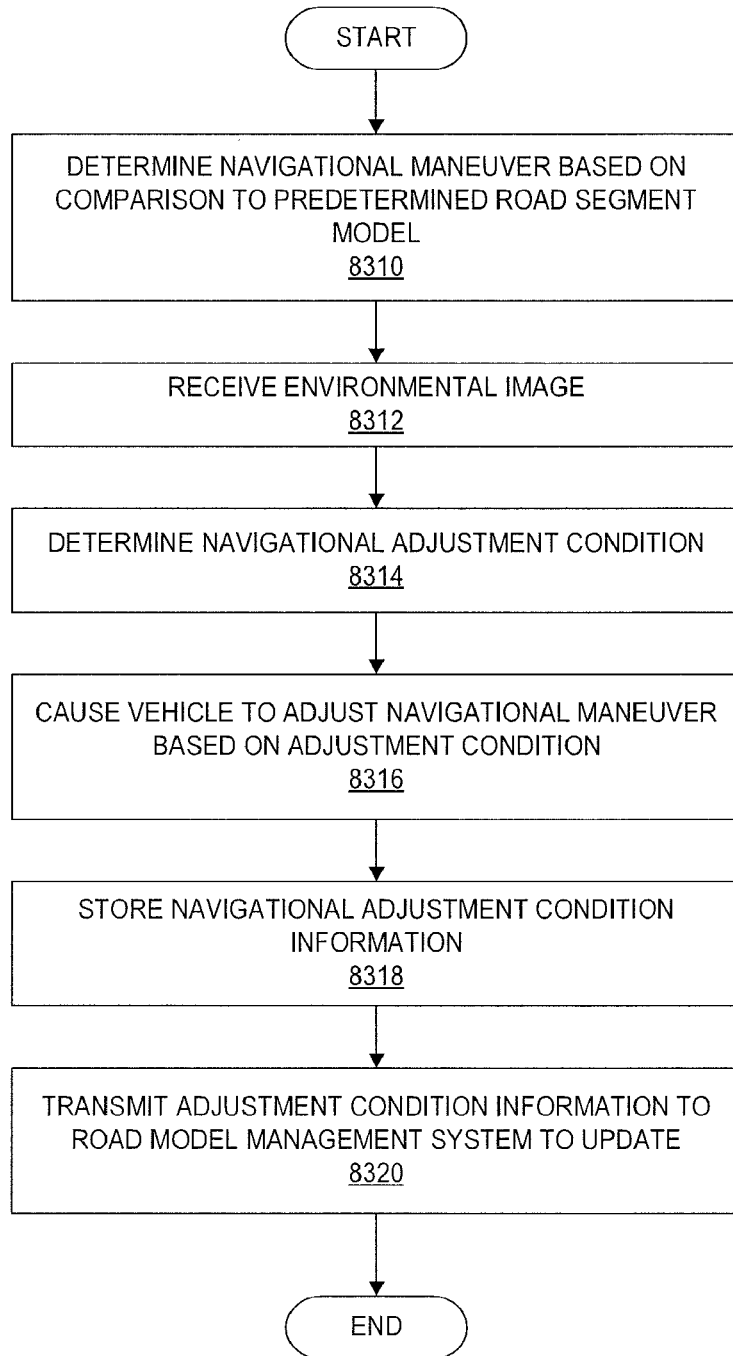 START
DETERMINE NAVIGATIONAL MANEUVER BASED ON
COMPARISON TO PREDETERMINED ROAD SEGMENT
MODEL
8310
RECEIVE ENVIRONMENTAL IMAGE
8312
DETERMINE NAVIGATIONAL ADJUSTMENT CONDITION
8314
CAUSE VEHICLE TO ADJUST NAVIGATIONAL MANEUVER
BASED ON ADJUSTMENT CONDITION
8316
STORE NAVIGATIONAL ADJUSTMENT CONDITION
INFORMATION
8318
TRANSMIT ADJUSTMENT CONDITION INFORMATION TO
ROAD MODEL MANAGEMENT SYSTEM TO UPDATE
8320
END